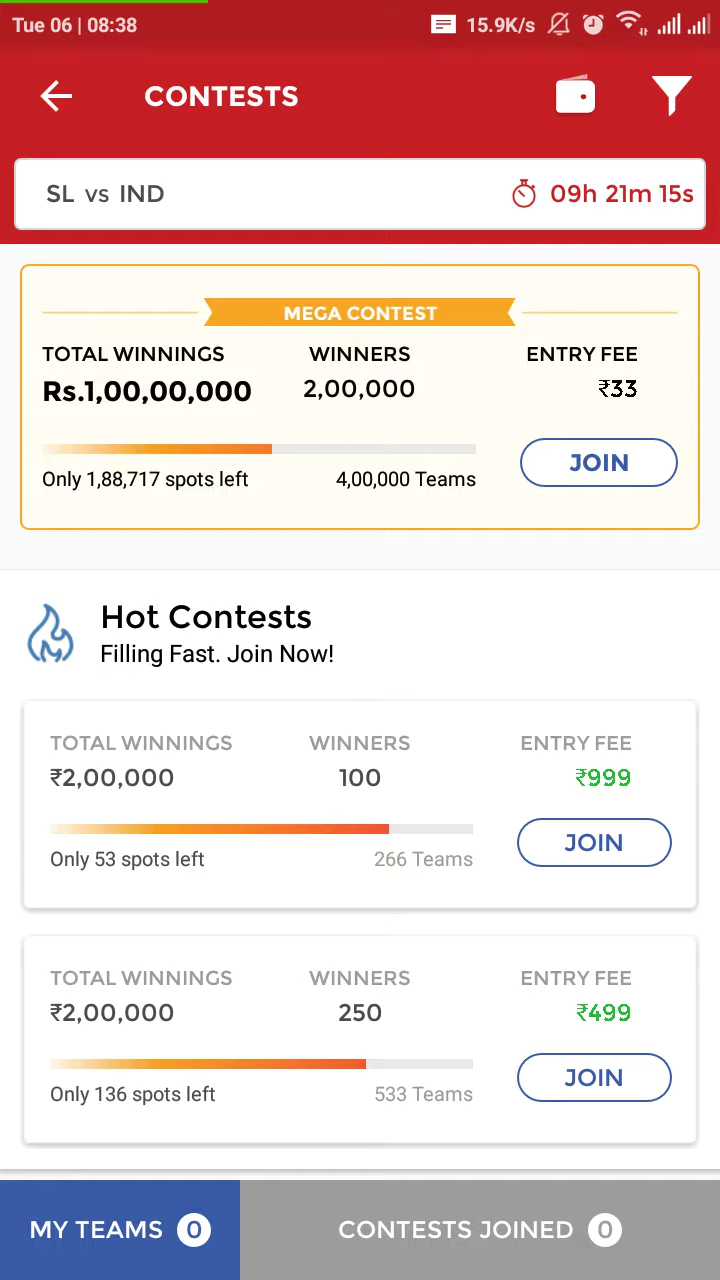 Tue 06 | 08:38 15.9K/s
CONTESTS
SL vs IND 09h 21m 15s
MEGA CONTEST
TOTAL WINNINGS WINNERS ENTRY FEE
Rs.1,00,00,000 2,00,000 ₹33
JOIN
Only 1,88,717 spots left 4,00,000 Teams
Hot Contests
Filling Fast. Join Now!
TOTAL WINNINGS WINNERS ENTRY FEE
₹2,00,000 100 ₹999
JOIN
Only 53 spots left 266 Teams
TOTAL WINNINGS WINNERS ENTRY FEE
₹2,00,000 250 ₹499
JOIN
Only 136 spots left 533 Teams
MY TEAMS 0 CONTESTS JOINED 0